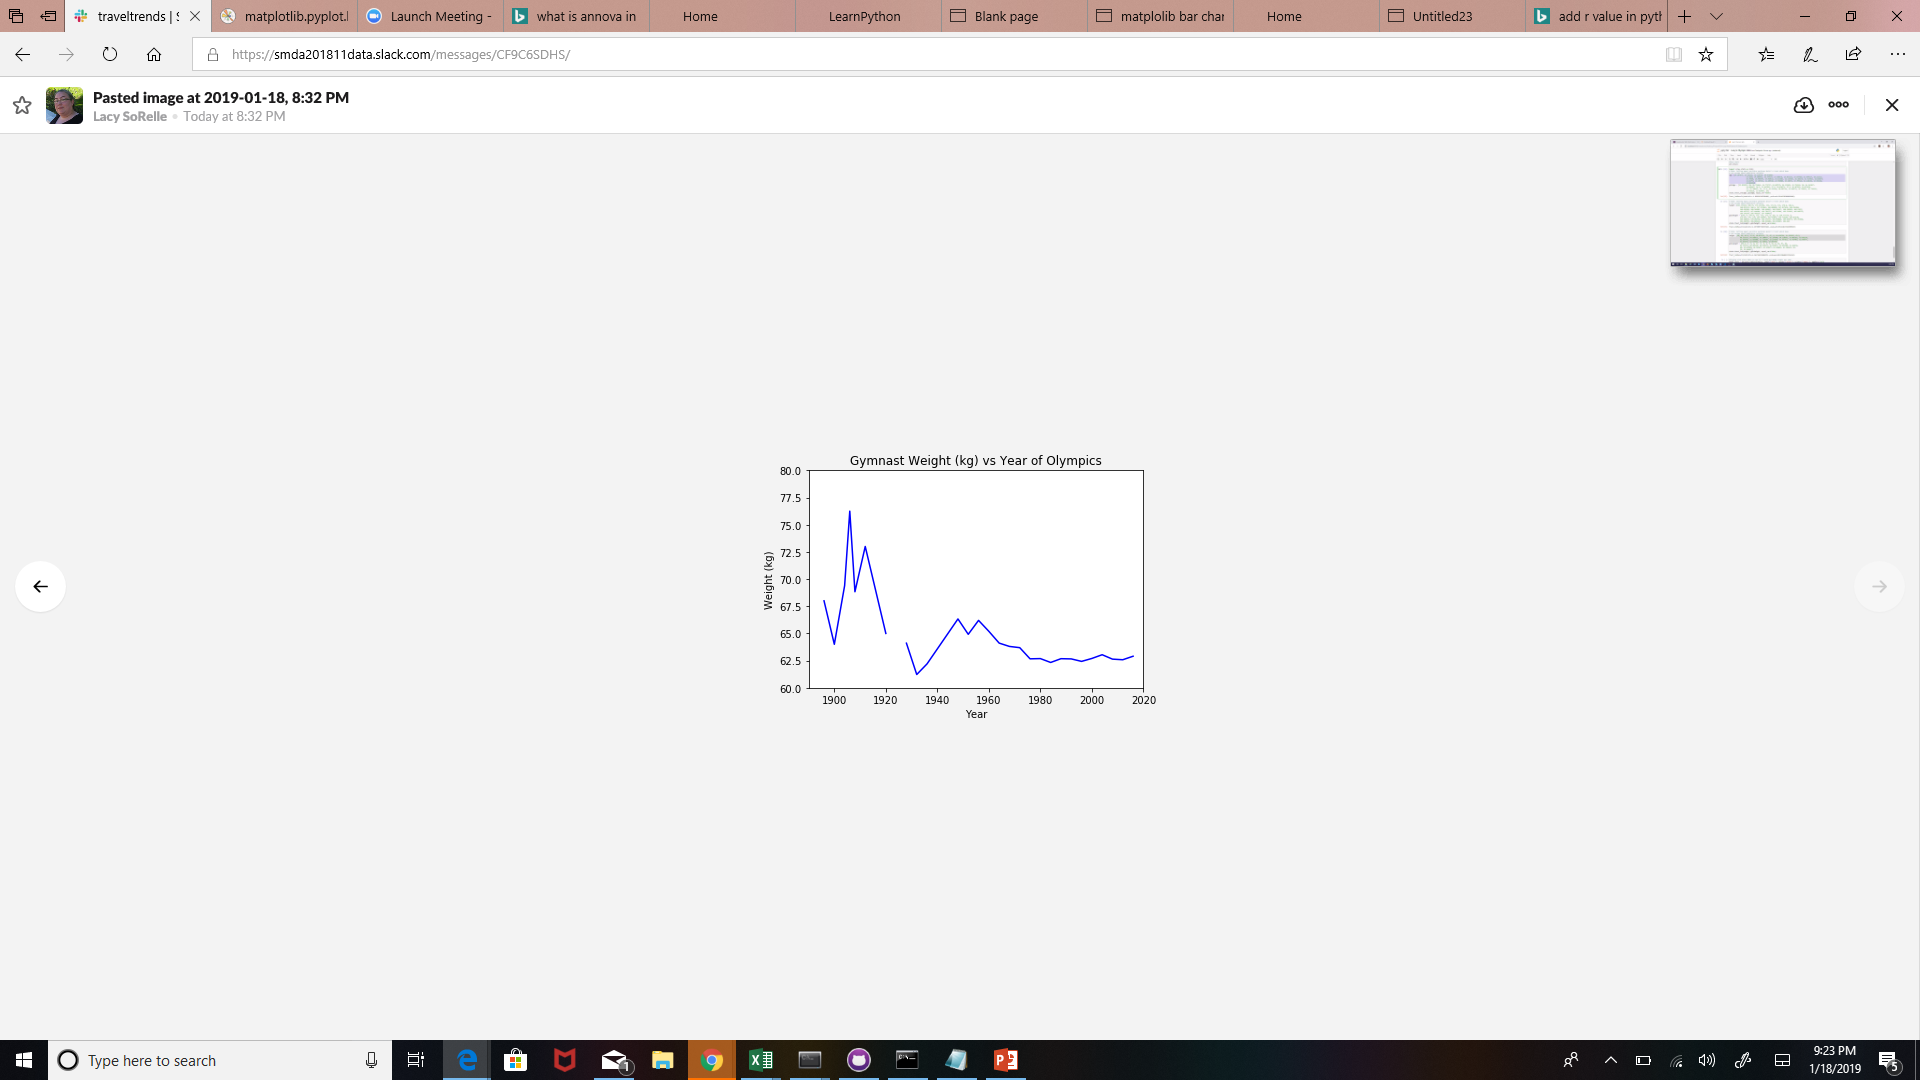 traveltrends | S
matplotlib.pyplot.l
Launch Meeting -
what is annova in
Home
LearnPython
Blank page
matplolib bar char
Home
Untitled23
add r value in pyth
https://smda201811data.slack.com/messages/CF9C6SDHS/
Pasted image at 2019-01-18, 8:32 PM
Lacy SoRelle • Today at 8:32 PM
Gymnast Weight (kg) vs Year of Olympics
80.0
77.5
75.0
72.5
70.0
67.5
65.0
62.5
60.0
Weight (kg)
1900 1920 1940 1960 1980 2000 2020
Year
Type here to search
1
9:23 PM
1/18/2019
5